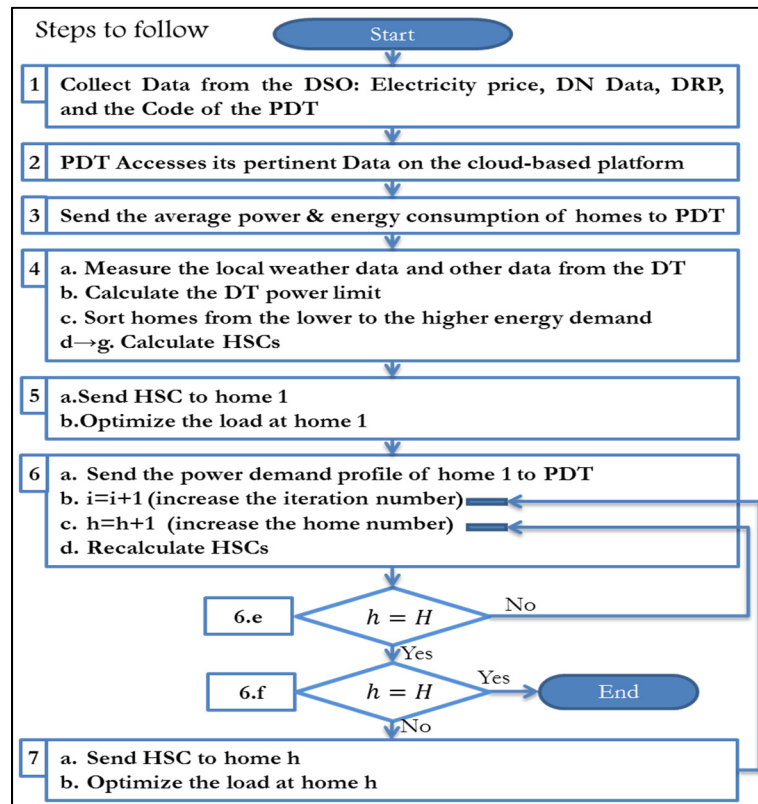 Steps to follow
Start
1
Collect Data from the DSO: Electricity price, DN Data, DRP,
and the Code of the PDT
2
PDT Accesses its pertinent Data on the cloud-based platform
3
Send the average power & energy consumption of homes to PDT
4
a. Measure the local weather data and other data from the DT
b. Calculate the DT power limit
c. Sort homes from the lower to the higher energy demand
d→g. Calculate HSCs
5
a.Send HSC to home 1
b.Optimize the load at home 1
6
a. Send the power demand profile of home 1 to PDT
b. i=i+1 (increase the iteration number)
c. h=h+1 (increase the home number)
d. Recalculate HSCs
6.e
h = H
No
Yes
6.f
h = H
Yes
End
No
7
a. Send HSC to home h
b. Optimize the load at home h